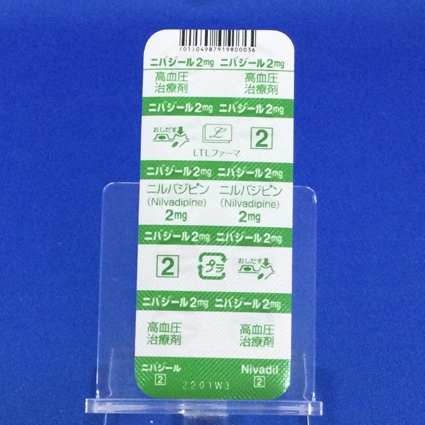 (01)04987919800036
ニバジール2mg ニバジール2mg
高血圧 高血圧
治療剤 治療剤
ニバジール2mg ニバジール2mg
おしだす 2
LTLファーマ
ニバジール2mg ニバジール2mg
ニルバジピン ニルバジピン
(Nilvadipine) (Nilvadipine)
2mg 2mg
ニバジール2mg ニバジール2mg
2 プラ おしだす
ニバジール2mg ニバジール2mg
高血圧 高血圧
治療剤 治療剤
ニバジール Nivadil
2 2
2201W3